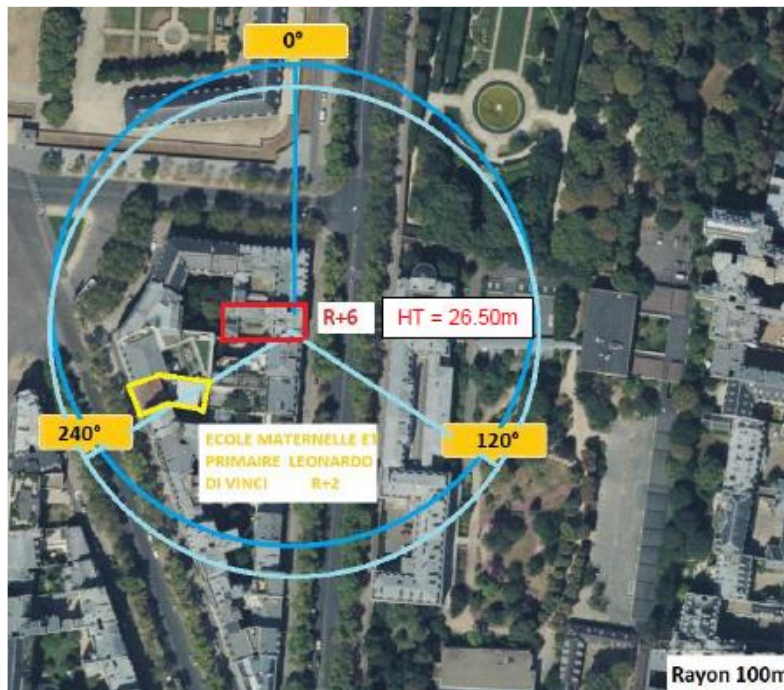 0°
R+6
HT = 26.50m
240°
120°
ECOLE MATERNELLE ET
PRIMAIRE LEONARDO
DI VINCI R+2
Rayon 100m